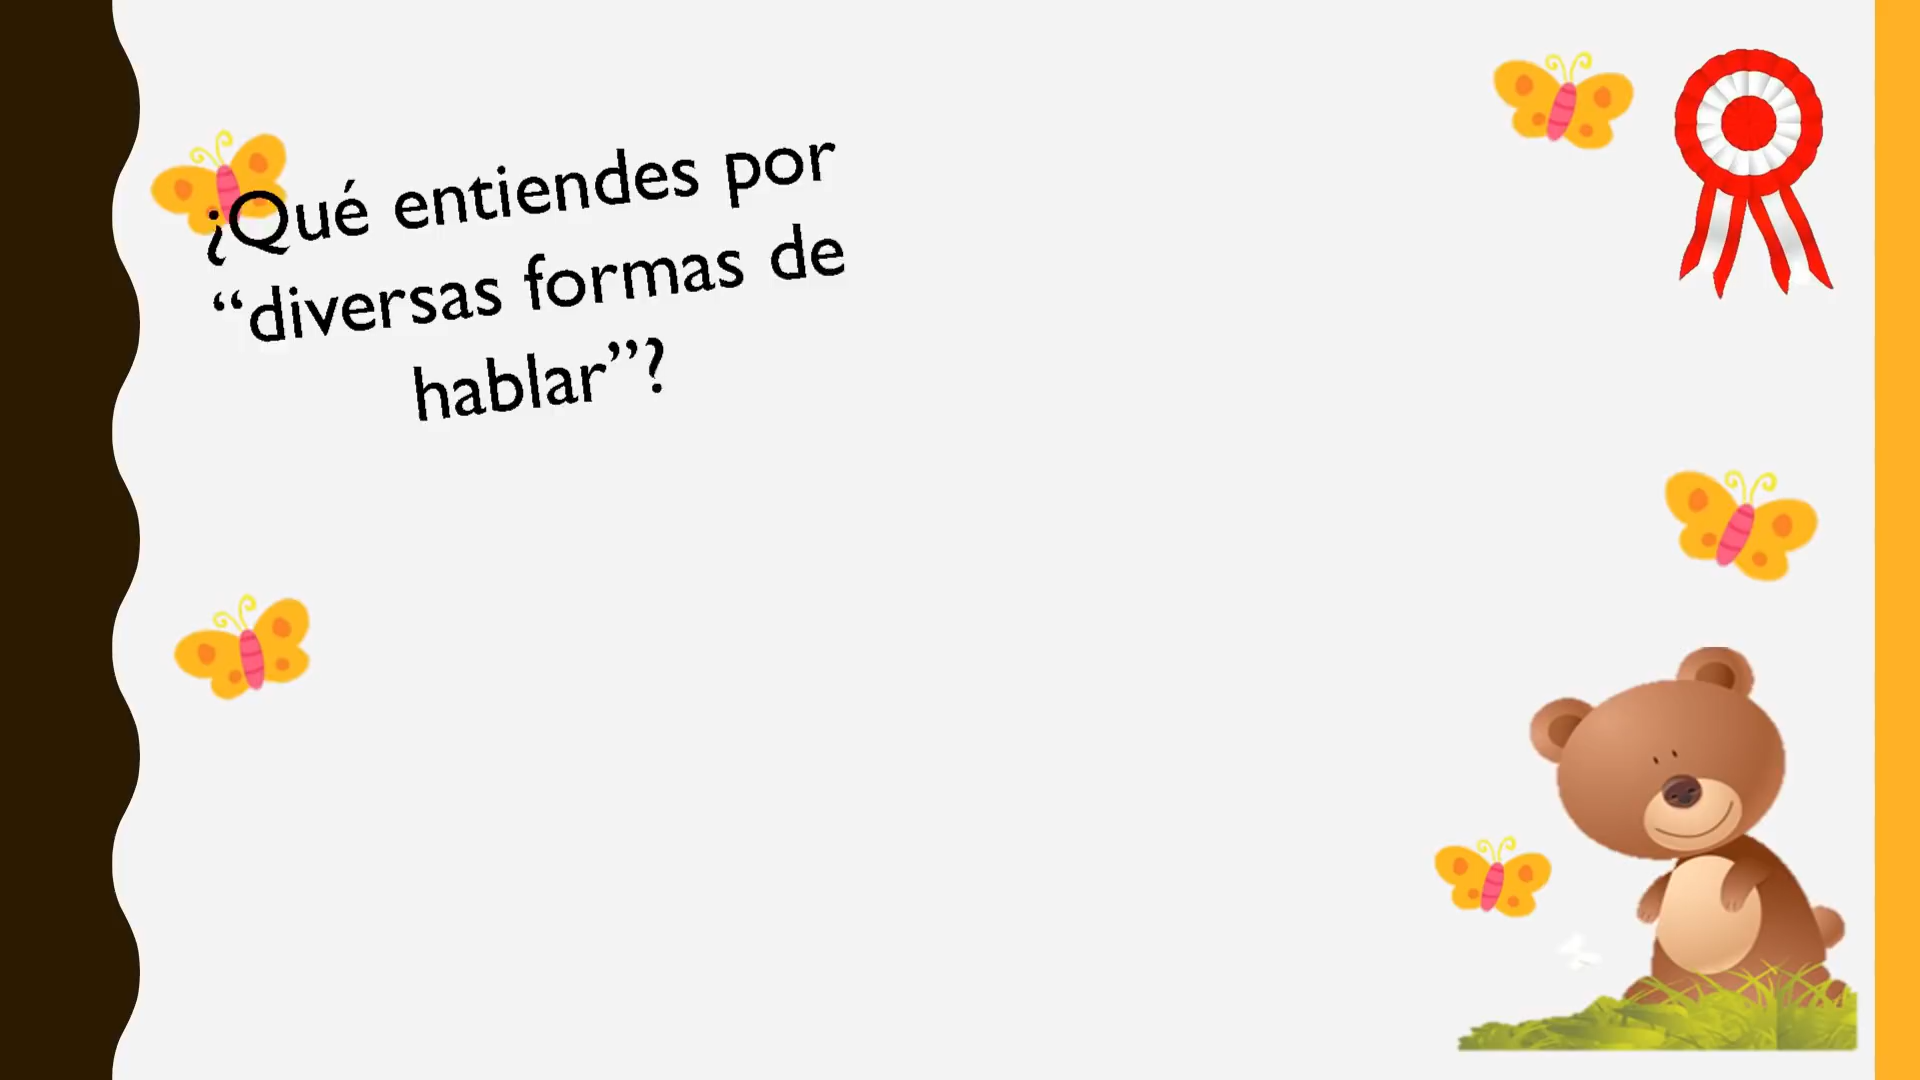 ¿Qué entiendes por
“diversas formas de
hablar”?